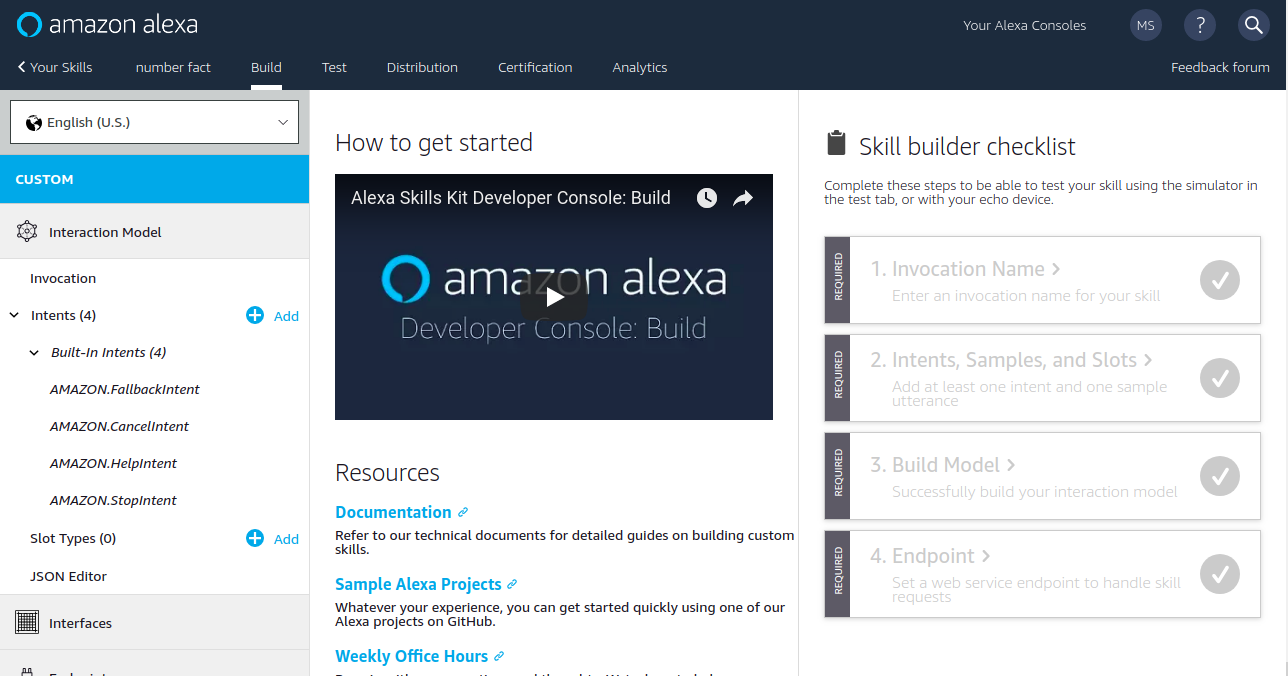 amazon alexa
Your Alexa Consoles
MS
?
Your Skills
number fact
Build
Test
Distribution
Certification
Analytics
Feedback forum
English (U.S.)
CUSTOM
Interaction Model
Invocation
Intents (4)
Add
Built-In Intents (4)
AMAZON.FallbackIntent
AMAZON.CancelIntent
AMAZON.HelpIntent
AMAZON.StopIntent
Slot Types (0)
Add
JSON Editor
Interfaces
How to get started
Alexa Skills Kit Developer Console: Build
amazon alexa
Developer Console: Build
Resources
Documentation
Refer to our technical documents for detailed guides on building custom
skills.
Sample Alexa Projects
Whatever your experience, you can get started quickly using one of our
Alexa projects on GitHub.
Weekly Office Hours
Skill builder checklist
Complete these steps to be able to test your skill using the simulator in
the test tab, or with your echo device.
REQUIRED
1. Invocation Name >
Enter an invocation name for your skill
REQUIRED
2. Intents, Samples, and Slots >
Add at least one intent and one sample
utterance
REQUIRED
3. Build Model >
Successfully build your interaction model
REQUIRED
4. Endpoint >
Set a web service endpoint to handle skill
requests